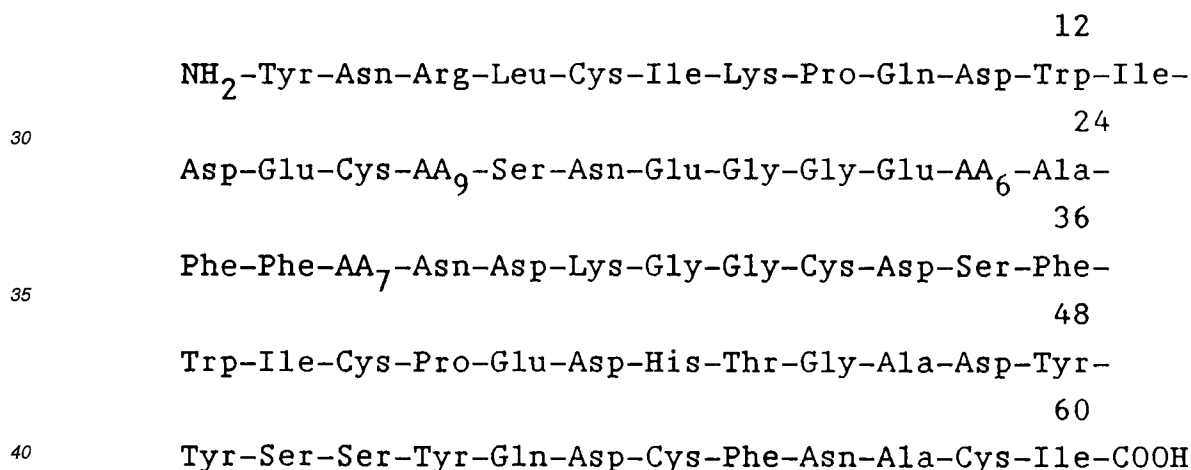 12
NH2-Tyr-Asn-Arg-Leu-Cys-Ile-Lys-Pro-Gln-Asp-Trp-Ile-
24
30
Asp-Glu-Cys-AA9-Ser-Asn-Glu-Gly-Gly-Glu-AA6-Ala-
36
Phe-Phe-AA7-Asn-Asp-Lys-Gly-Gly-Cys-Asp-Ser-Phe-
35
48
Trp-Ile-Cys-Pro-Glu-Asp-His-Thr-Gly-Ala-Asp-Tyr-
60
40 Tyr-Ser-Ser-Tyr-Gln-Asp-Cys-Phe-Asn-Ala-Cys-Ile-COOH